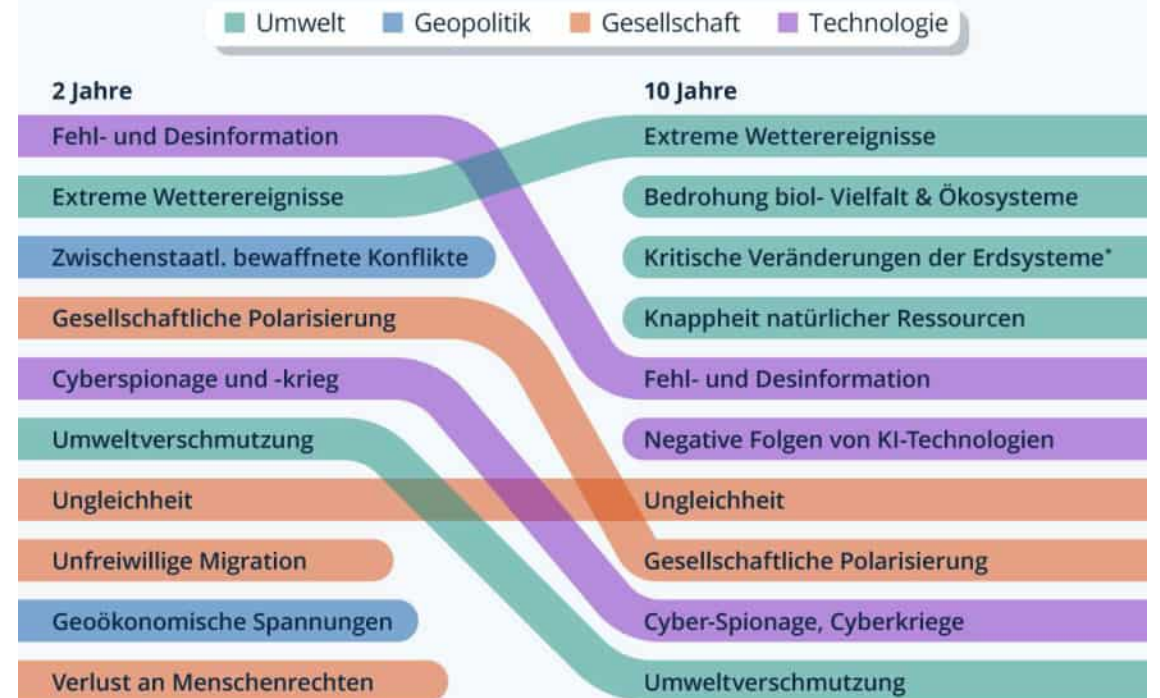 Umwelt Geopolitik Gesellschaft Technologie
2 Jahre
Fehl- und Desinformation
Extreme Wetterereignisse
Zwischenstaatl. bewaffnete Konflikte
Gesellschaftliche Polarisierung
Cyberspionage und -krieg
Umweltverschmutzung
Ungleichheit
Unfreiwillige Migration
Geoökonomische Spannungen
Verlust an Menschenrechten
10 Jahre
Extreme Wetterereignisse
Bedrohung biol- Vielfalt & Ökosysteme
Kritische Veränderungen der Erdsysteme*
Knappheit natürlicher Ressourcen
Fehl- und Desinformation
Negative Folgen von KI-Technologien
Ungleichheit
Gesellschaftliche Polarisierung
Cyber-Spionage, Cyberkriege
Umweltverschmutzung